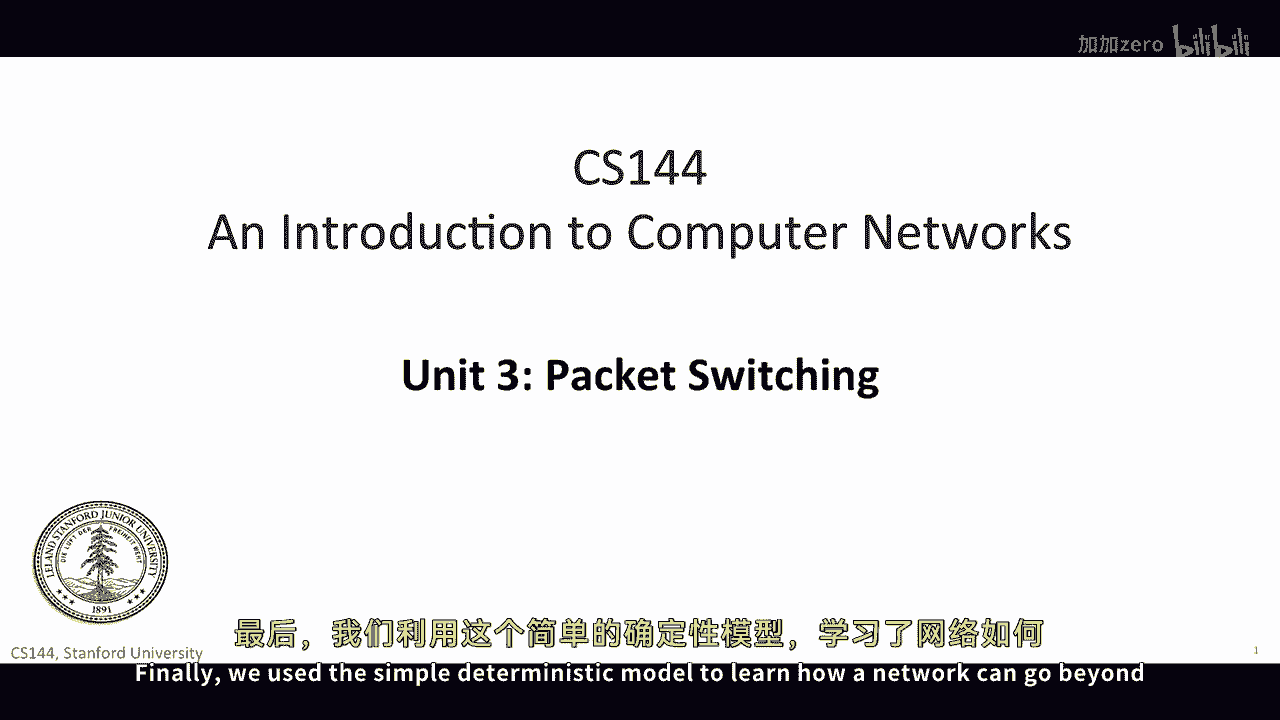 加加zero bilibili
CS144
An Introduction to Computer Networks
Unit 3: Packet Switching
LELAND STANFORD JUNIOR UNIVERSITY
DIE LUFT DER FREIHEIT WEHT
1891
最后，我们利用这个简单的确定性模型，学习了网络如何
CS144, Stanford University
1
Finally, we used the simple deterministic model to learn how a network can go beyond